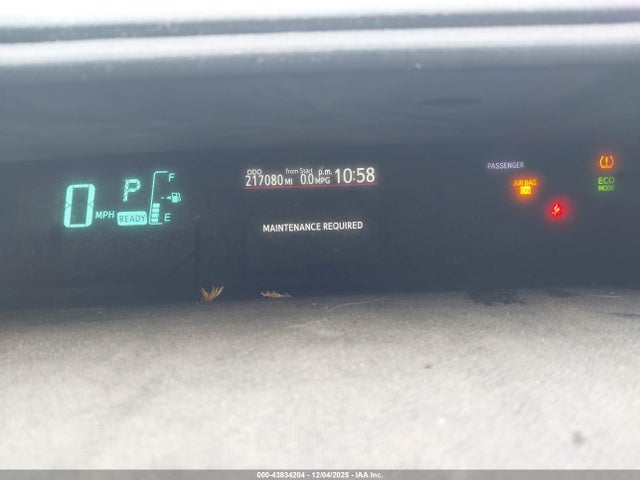 0 MPH
P
READY
F
E
ODO from Start p.m.
217080 MI 0.0 MPG 10:58
MAINTENANCE REQUIRED
PASSENGER
AIR BAG
ON
ECO
MODE
000-43834204 - 12/04/2025 - IAA Inc.